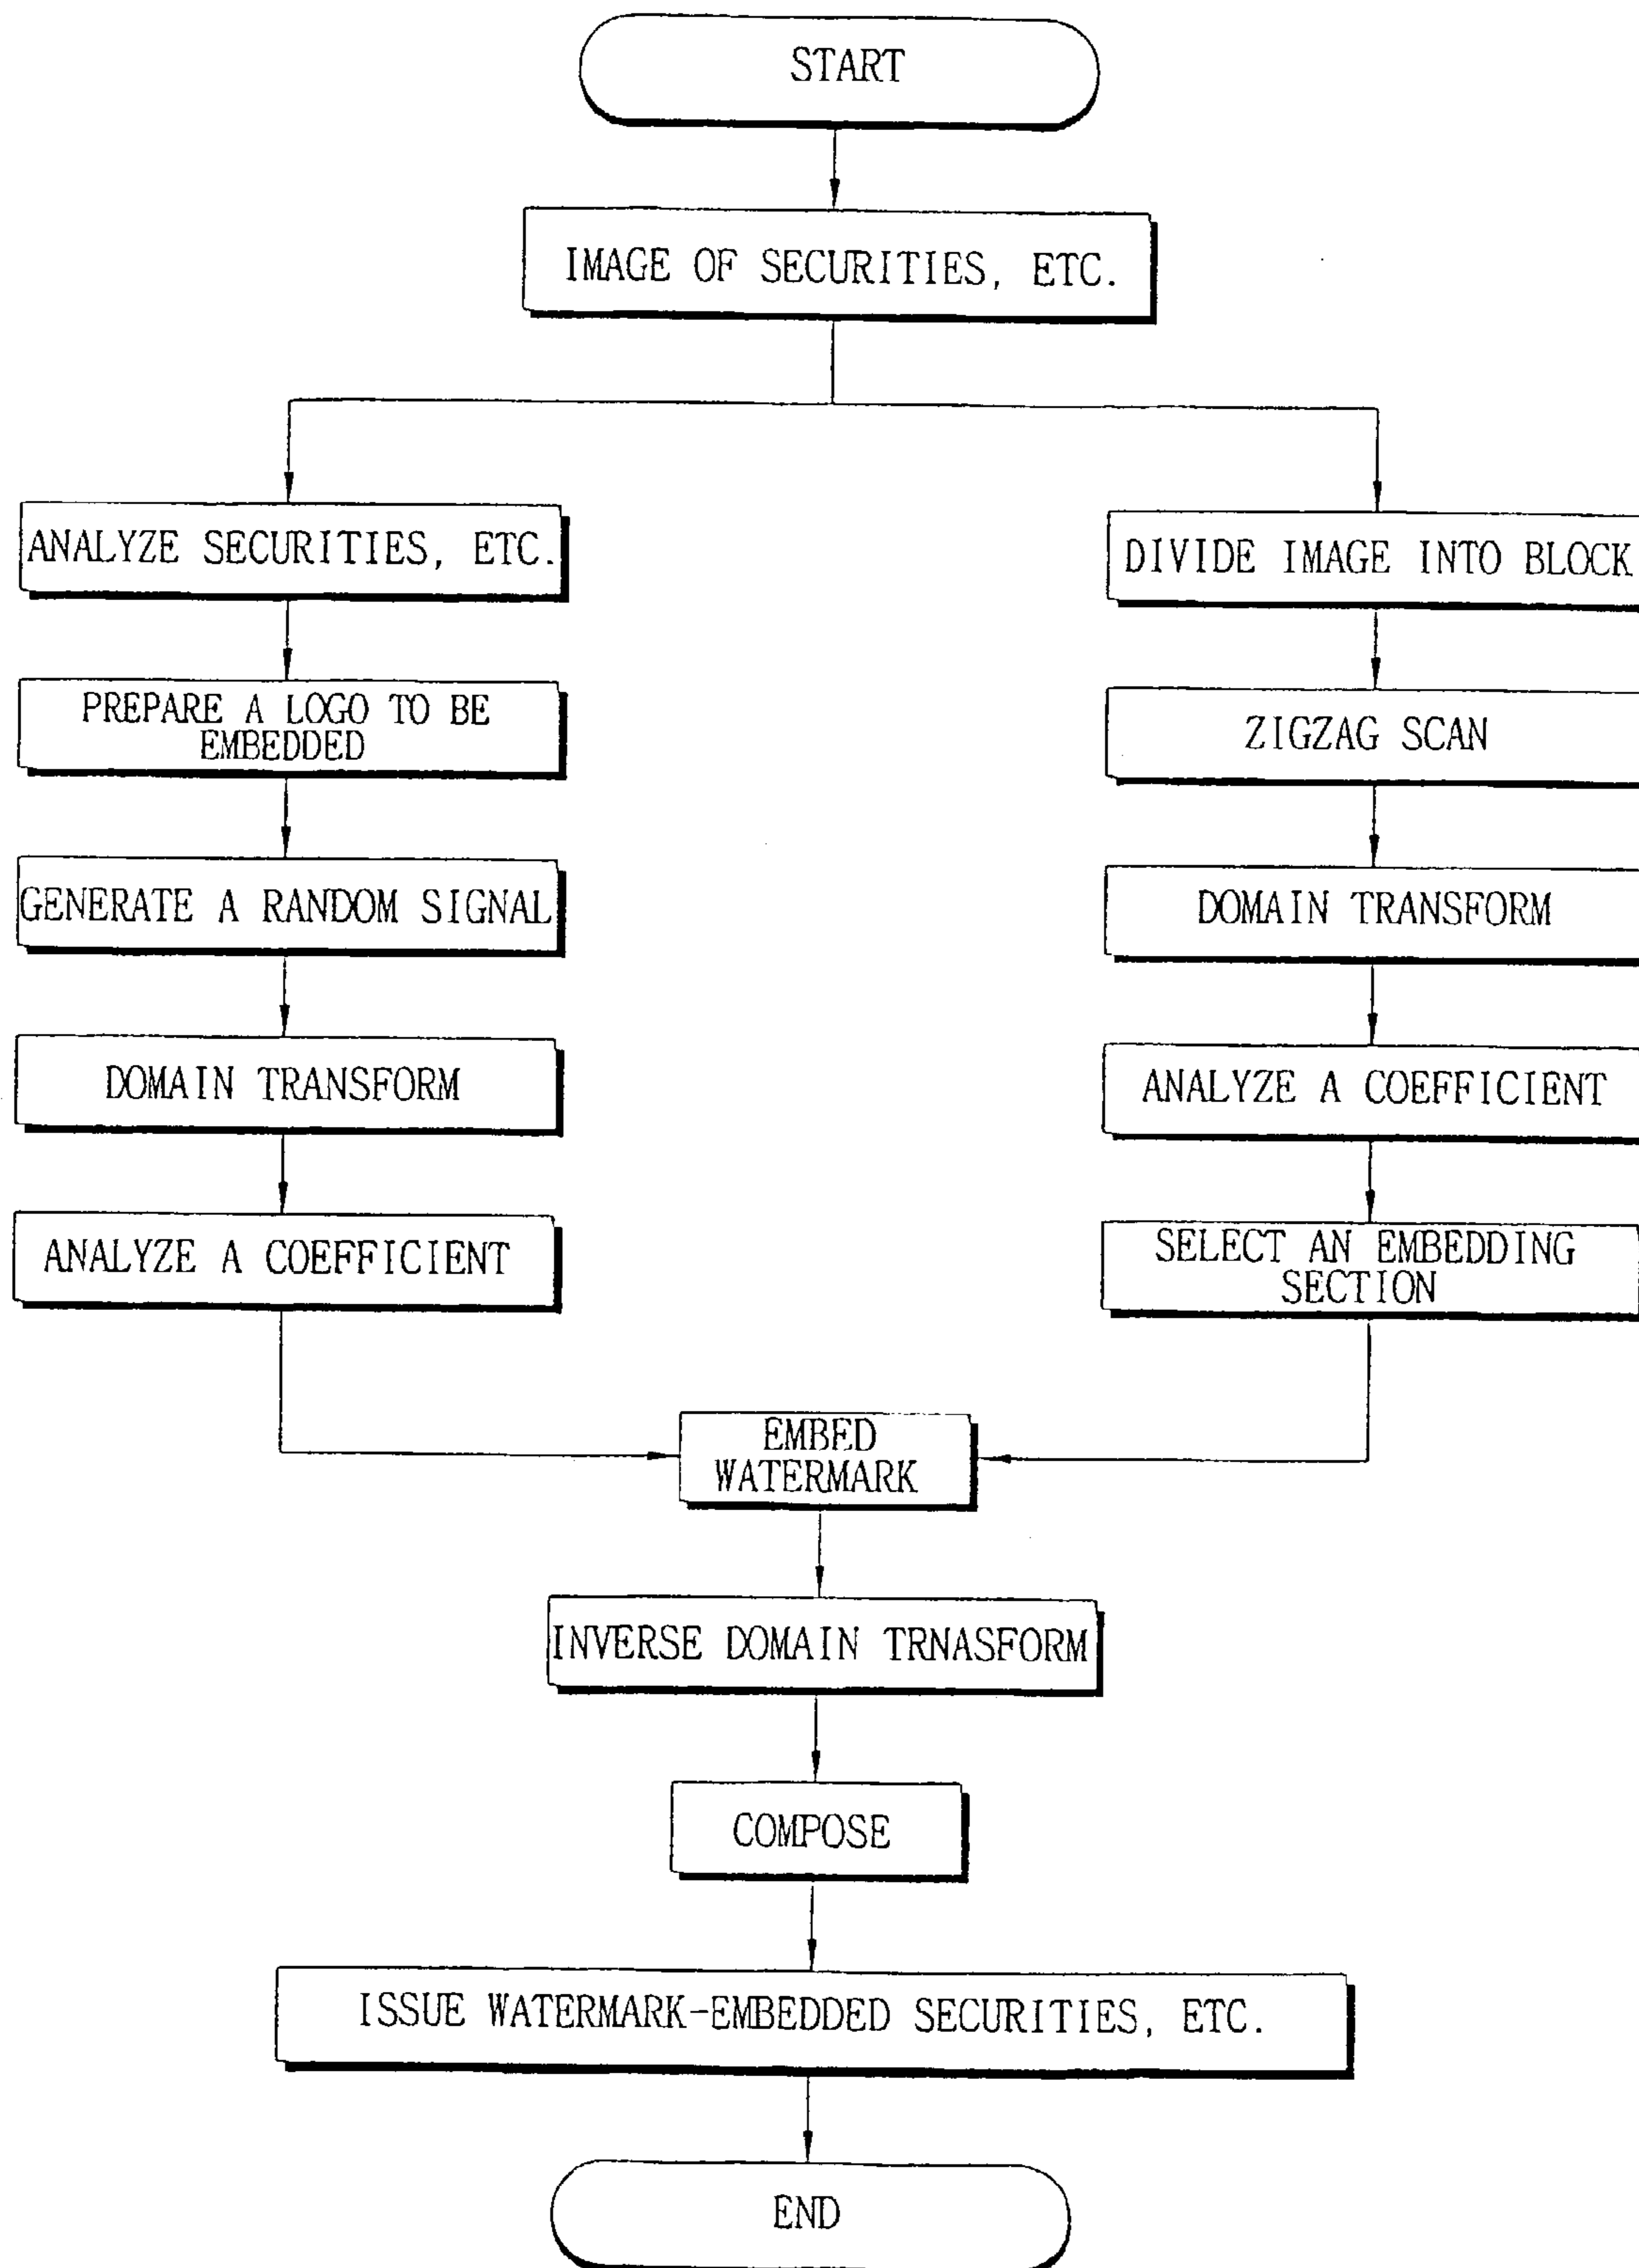 START
IMAGE OF SECURITIES, ETC.
ANALYZE SECURITIES, ETC.
PREPARE A LOGO TO BE
EMBEDDED
GENERATE A RANDOM SIGNAL
DOMAIN TRANSFORM
ANALYZE A COEFFICIENT
DIVIDE IMAGE INTO BLOCK
ZIGZAG SCAN
DOMAIN TRANSFORM
ANALYZE A COEFFICIENT
SELECT AN EMBEDDING
SECTION
EMBED
WATERMARK
INVERSE DOMAIN TRNASFORM
COMPOSE
ISSUE WATERMARK-EMBEDDED SECURITIES, ETC.
END